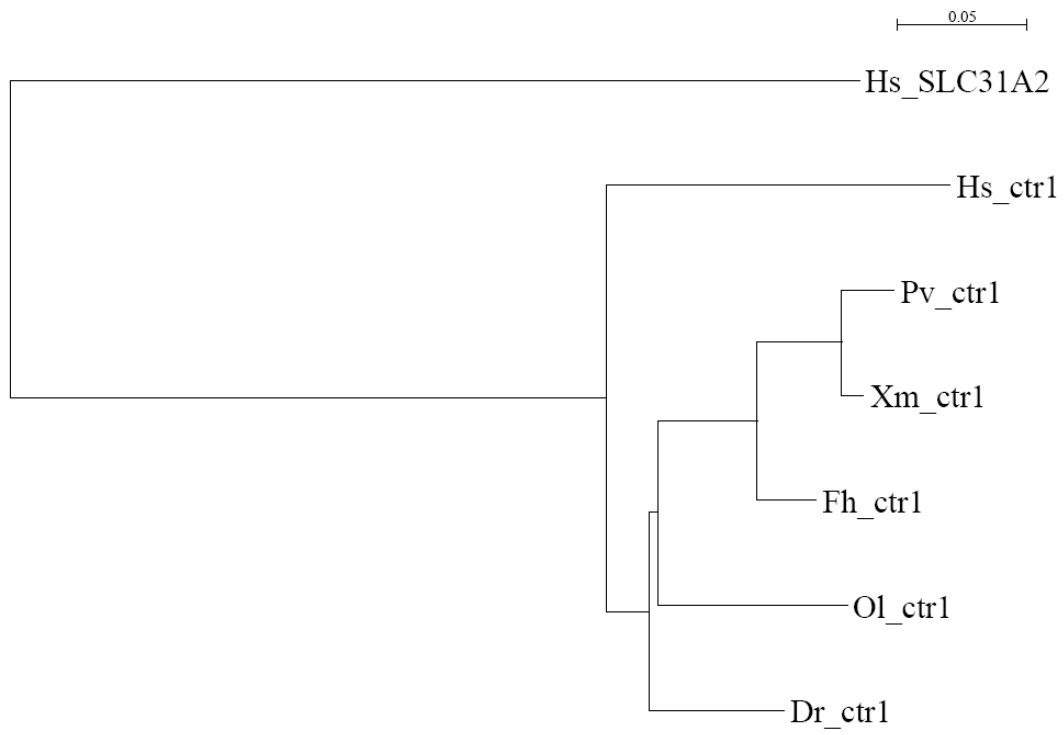 0.05
Hs_SLC31A2
Hs_ctr1
Pv_ctr1
Xm_ctr1
Fh_ctr1
Ol_ctr1
Dr_ctr1